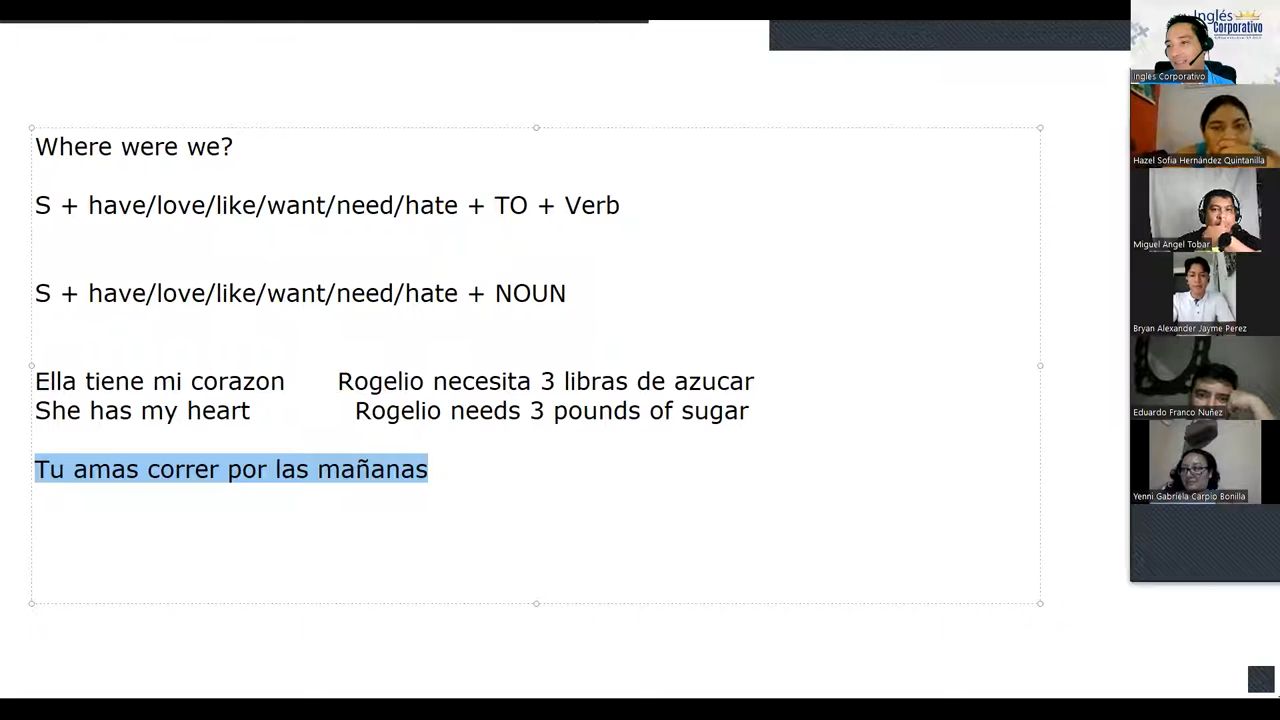 Where were we?
S + have/love/like/want/need/hate + TO + Verb
S + have/love/like/want/need/hate + NOUN
Ella tiene mi corazon Rogelio necesita 3 libras de azucar
She has my heart Rogelio needs 3 pounds of sugar
Tu amas correr por las mañanas
Inglés
Corporativo
Inglés Corporativo
Hazel Sofia Hernández Quintanilla
Miguel Angel Tobar
Bryan Alexander Jayme Perez
Eduardo Franco Nuñez
Yenni Gabriela Carpio Bonilla